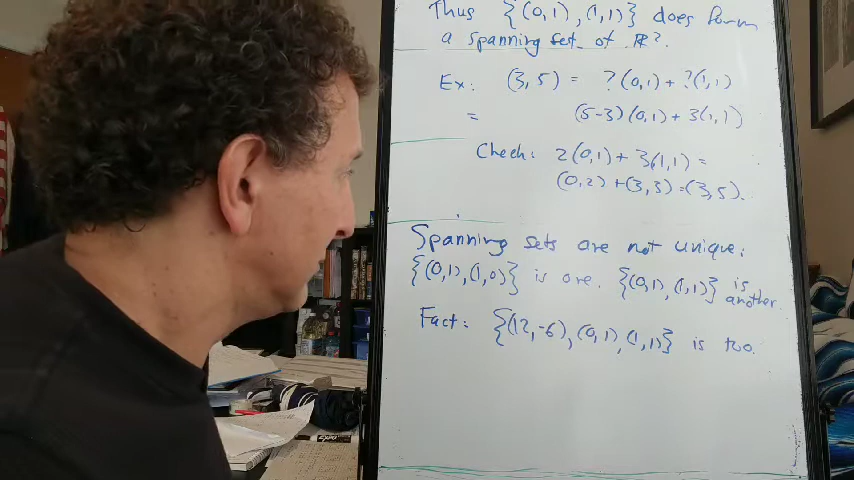 Thus {(0,1), (1,1)} does form
a spanning set of R².
Ex: (3,5) = ?(0,1) + ?(1,1)
= (5-3)(0,1) + 3(1,1)
Check: 2(0,1) + 3(1,1) =
(0,2) + (3,3) = (3,5).
Spanning sets are not unique:
{(0,1), (1,0)} is one. {(0,1), (1,1)} is
another.
Fact: {(12,-6), (0,1), (1,1)} is too.
EXPO